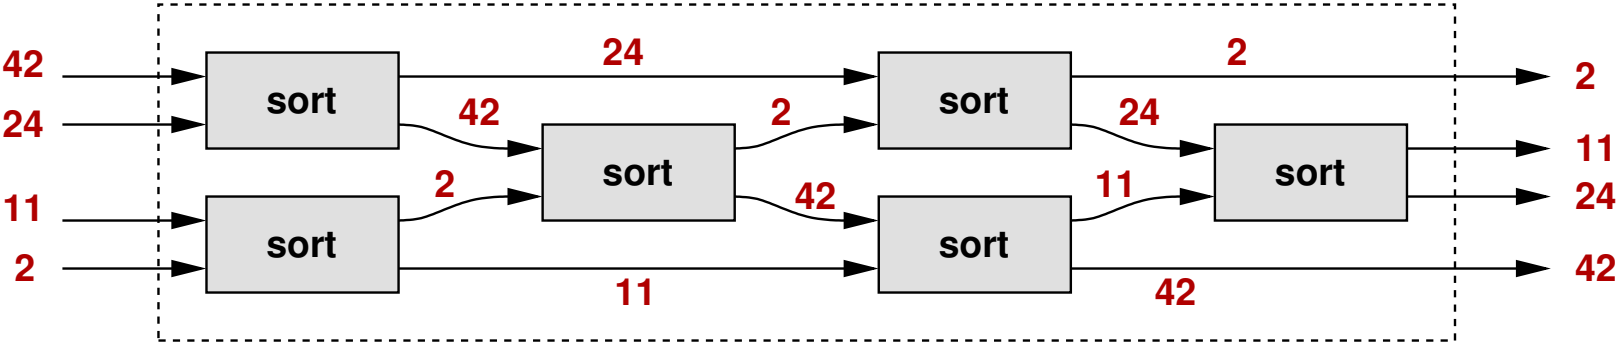 42 24 2
sort 42 2 sort 24 2
24 sort sort 11
11 2 42 11 24
2 sort sort 42
11 42